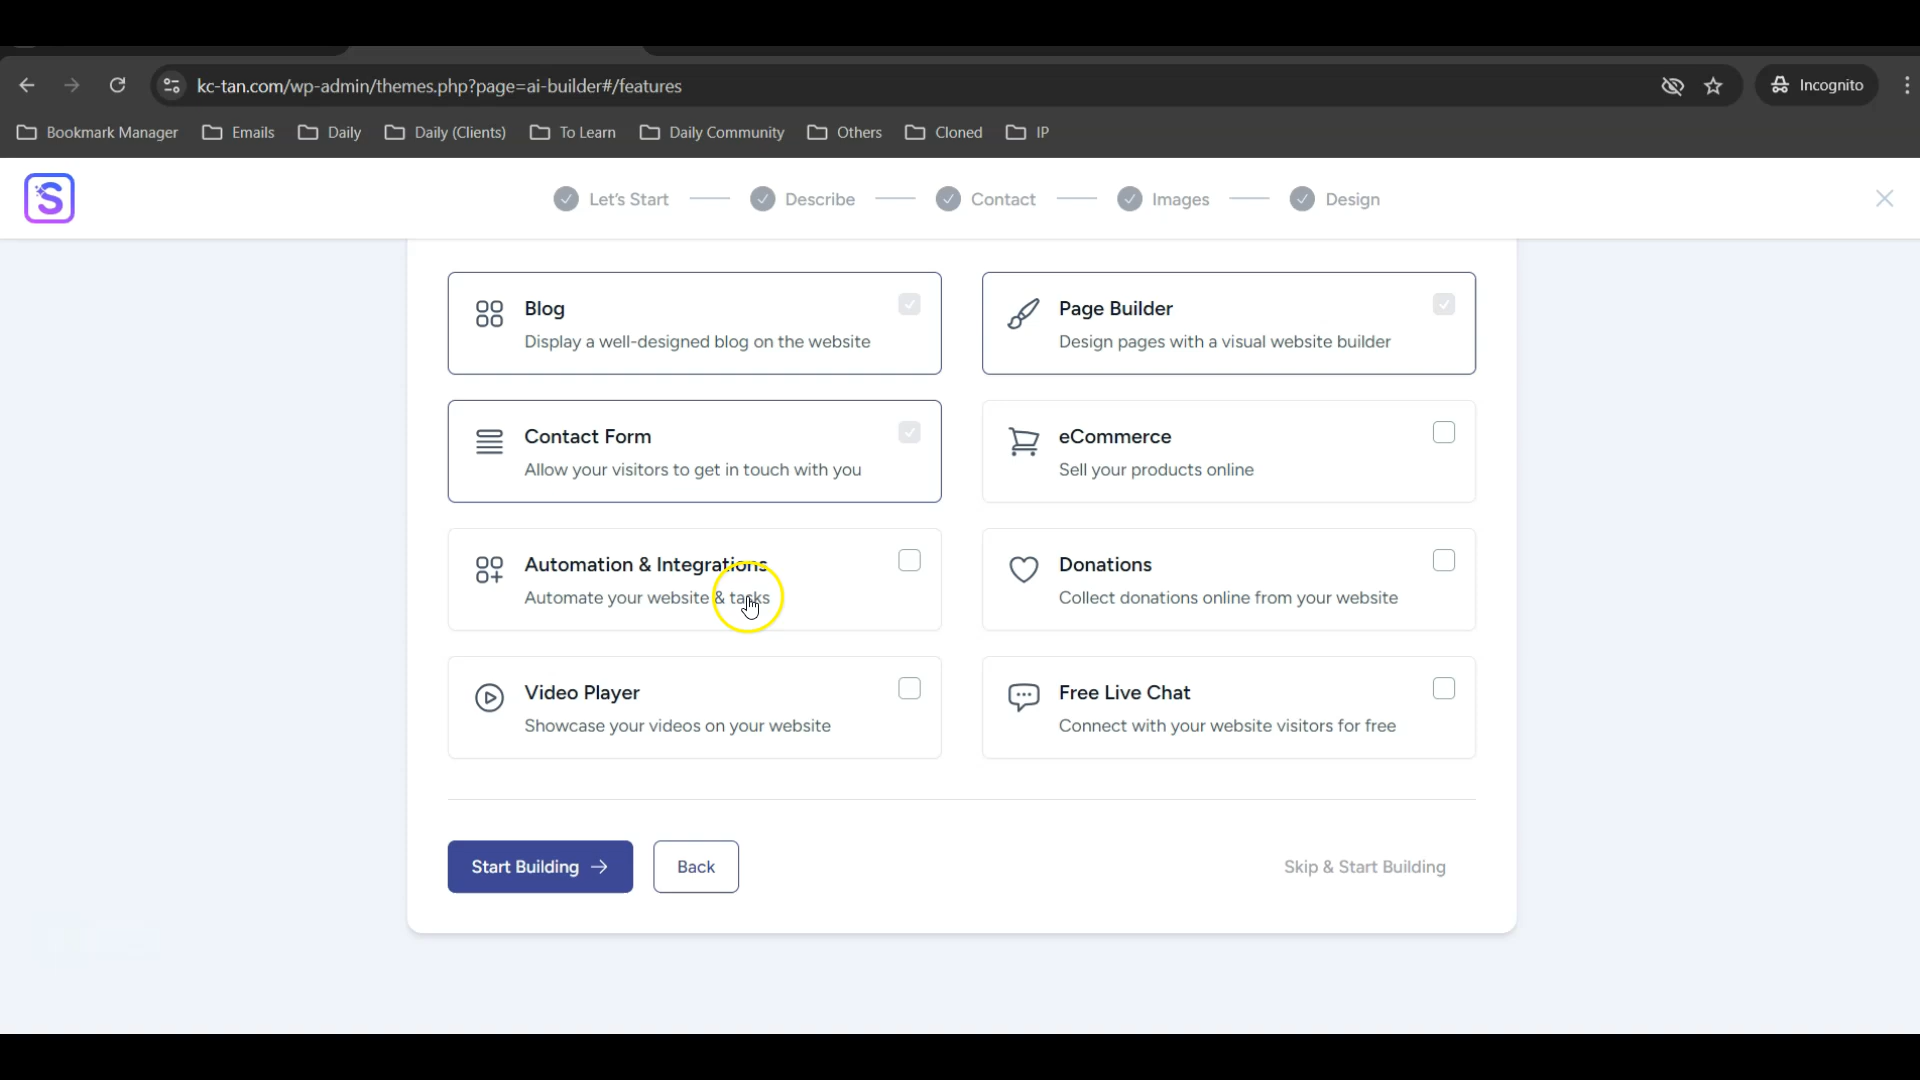 kc-tan.com/wp-admin/themes.php?page=ai-builder#/features
Incognito
Bookmark Manager
Emails
Daily
Daily (Clients)
To Learn
Daily Community
Others
Cloned
IP
S
Let's Start
Describe
Contact
Images
Design
Blog
Display a well-designed blog on the website
Page Builder
Design pages with a visual website builder
Contact Form
Allow your visitors to get in touch with you
eCommerce
Sell your products online
Automation & Integrations
Automate your website & tasks
Donations
Collect donations online from your website
Video Player
Showcase your videos on your website
Free Live Chat
Connect with your website visitors for free
Start Building
Back
Skip & Start Building